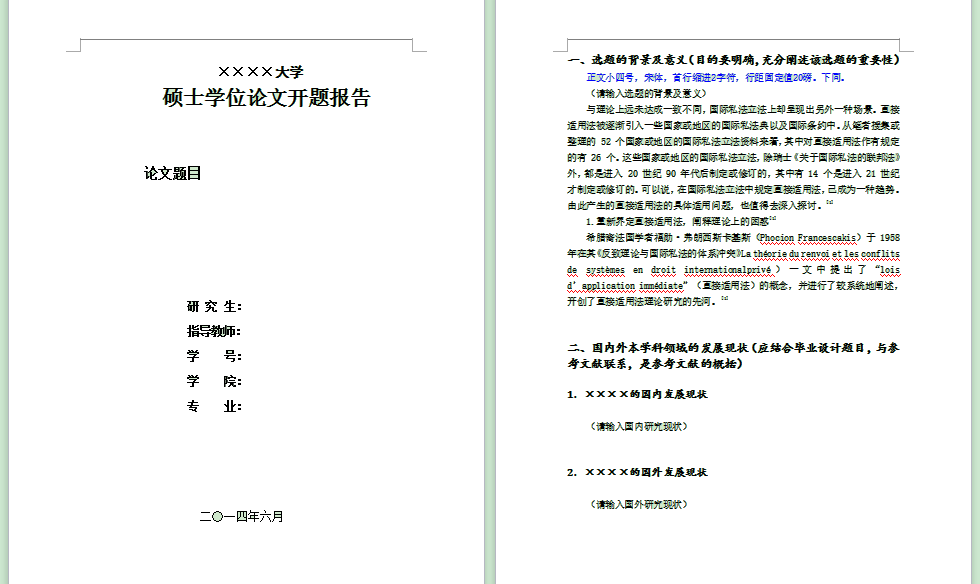 ××××大学
硕士学位论文开题报告
论文题目
研 究 生：
指导教师：
学 号：
学 院：
专 业：
二〇一四年六月
一、选题的背景及意义（目的要明确，充分阐述该选题的重要性）
正文小四号，宋体，首行缩进2字符，行距固定值20磅。下同。
（请输入选题的背景及意义）
与理论上远未达成一致不同，国际私法立法上却呈现出另外一种场景。直接
适用法被逐渐引入一些国家或地区的国际私法典以及国际条约中。从笔者搜集或
整理的 52 个国家或地区的国际私法立法资料来看，其中对直接适用法作有规定
的有 26 个。这些国家或地区的国际私法立法，除瑞士《关于国际私法的联邦法》
外，都是进入 20 世纪 90 年代后制定或修订的，其中有 14 个是进入 21 世纪
才制定或修订的。可以说，在国际私法立法中规定直接适用法，已成为一种趋势。
由此产生的直接适用法的具体适用问题，也值得去深入探讨。
1.重新界定直接适用法，阐释理论上的困惑
希腊裔法国学者福勋·弗朗西斯卡基斯（Phocion Francescakis）于 1958
年在其《反致理论与国际私法的体系冲突》La théorie du renvoi et les conflits
de systèmes en droit internationalprivé）一文中提出了“lois
d’application immédiate”（直接适用法）的概念，并进行了较系统地阐述，
开创了直接适用法理论研究的先河。
二、国内外本学科领域的发展现状（应结合毕业设计题目，与参
考文献联系，是参考文献的概括）
1. ××××的国内发展现状
（请输入国内研究现状）
2. ××××的国外发展现状
（请输入国外研究现状）